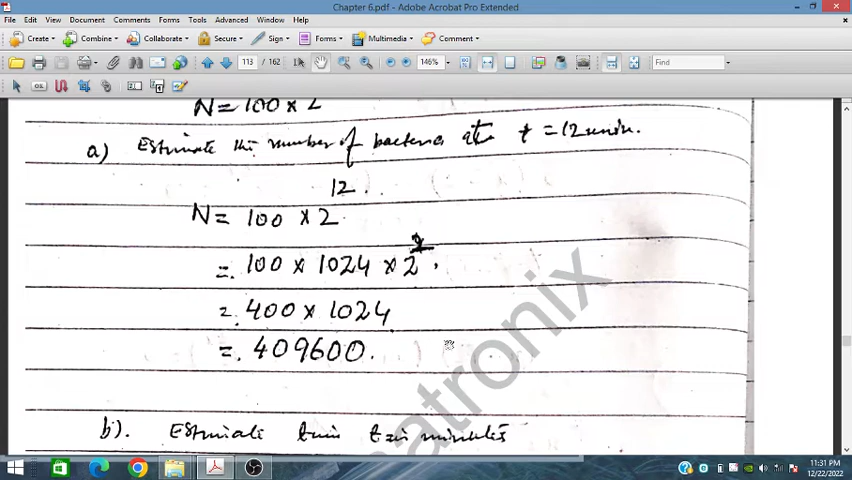 Chapter 6.pdf - Adobe Acrobat Pro Extended
File Edit View Document Comments Forms Tools Advanced Window Help
Create Combine Collaborate Secure Sign Forms Multimedia Comment
113 / 162 146% Find
N = 100 × 2
a) Estimate the number of bacteria at t = 12 min.
12.
N = 100 × 2
2
= 100 × 1024 × 2.
= 400 × 1024
= 409600.
atronix
b). Estimate time t in minutes
11:31 PM
12/22/2022